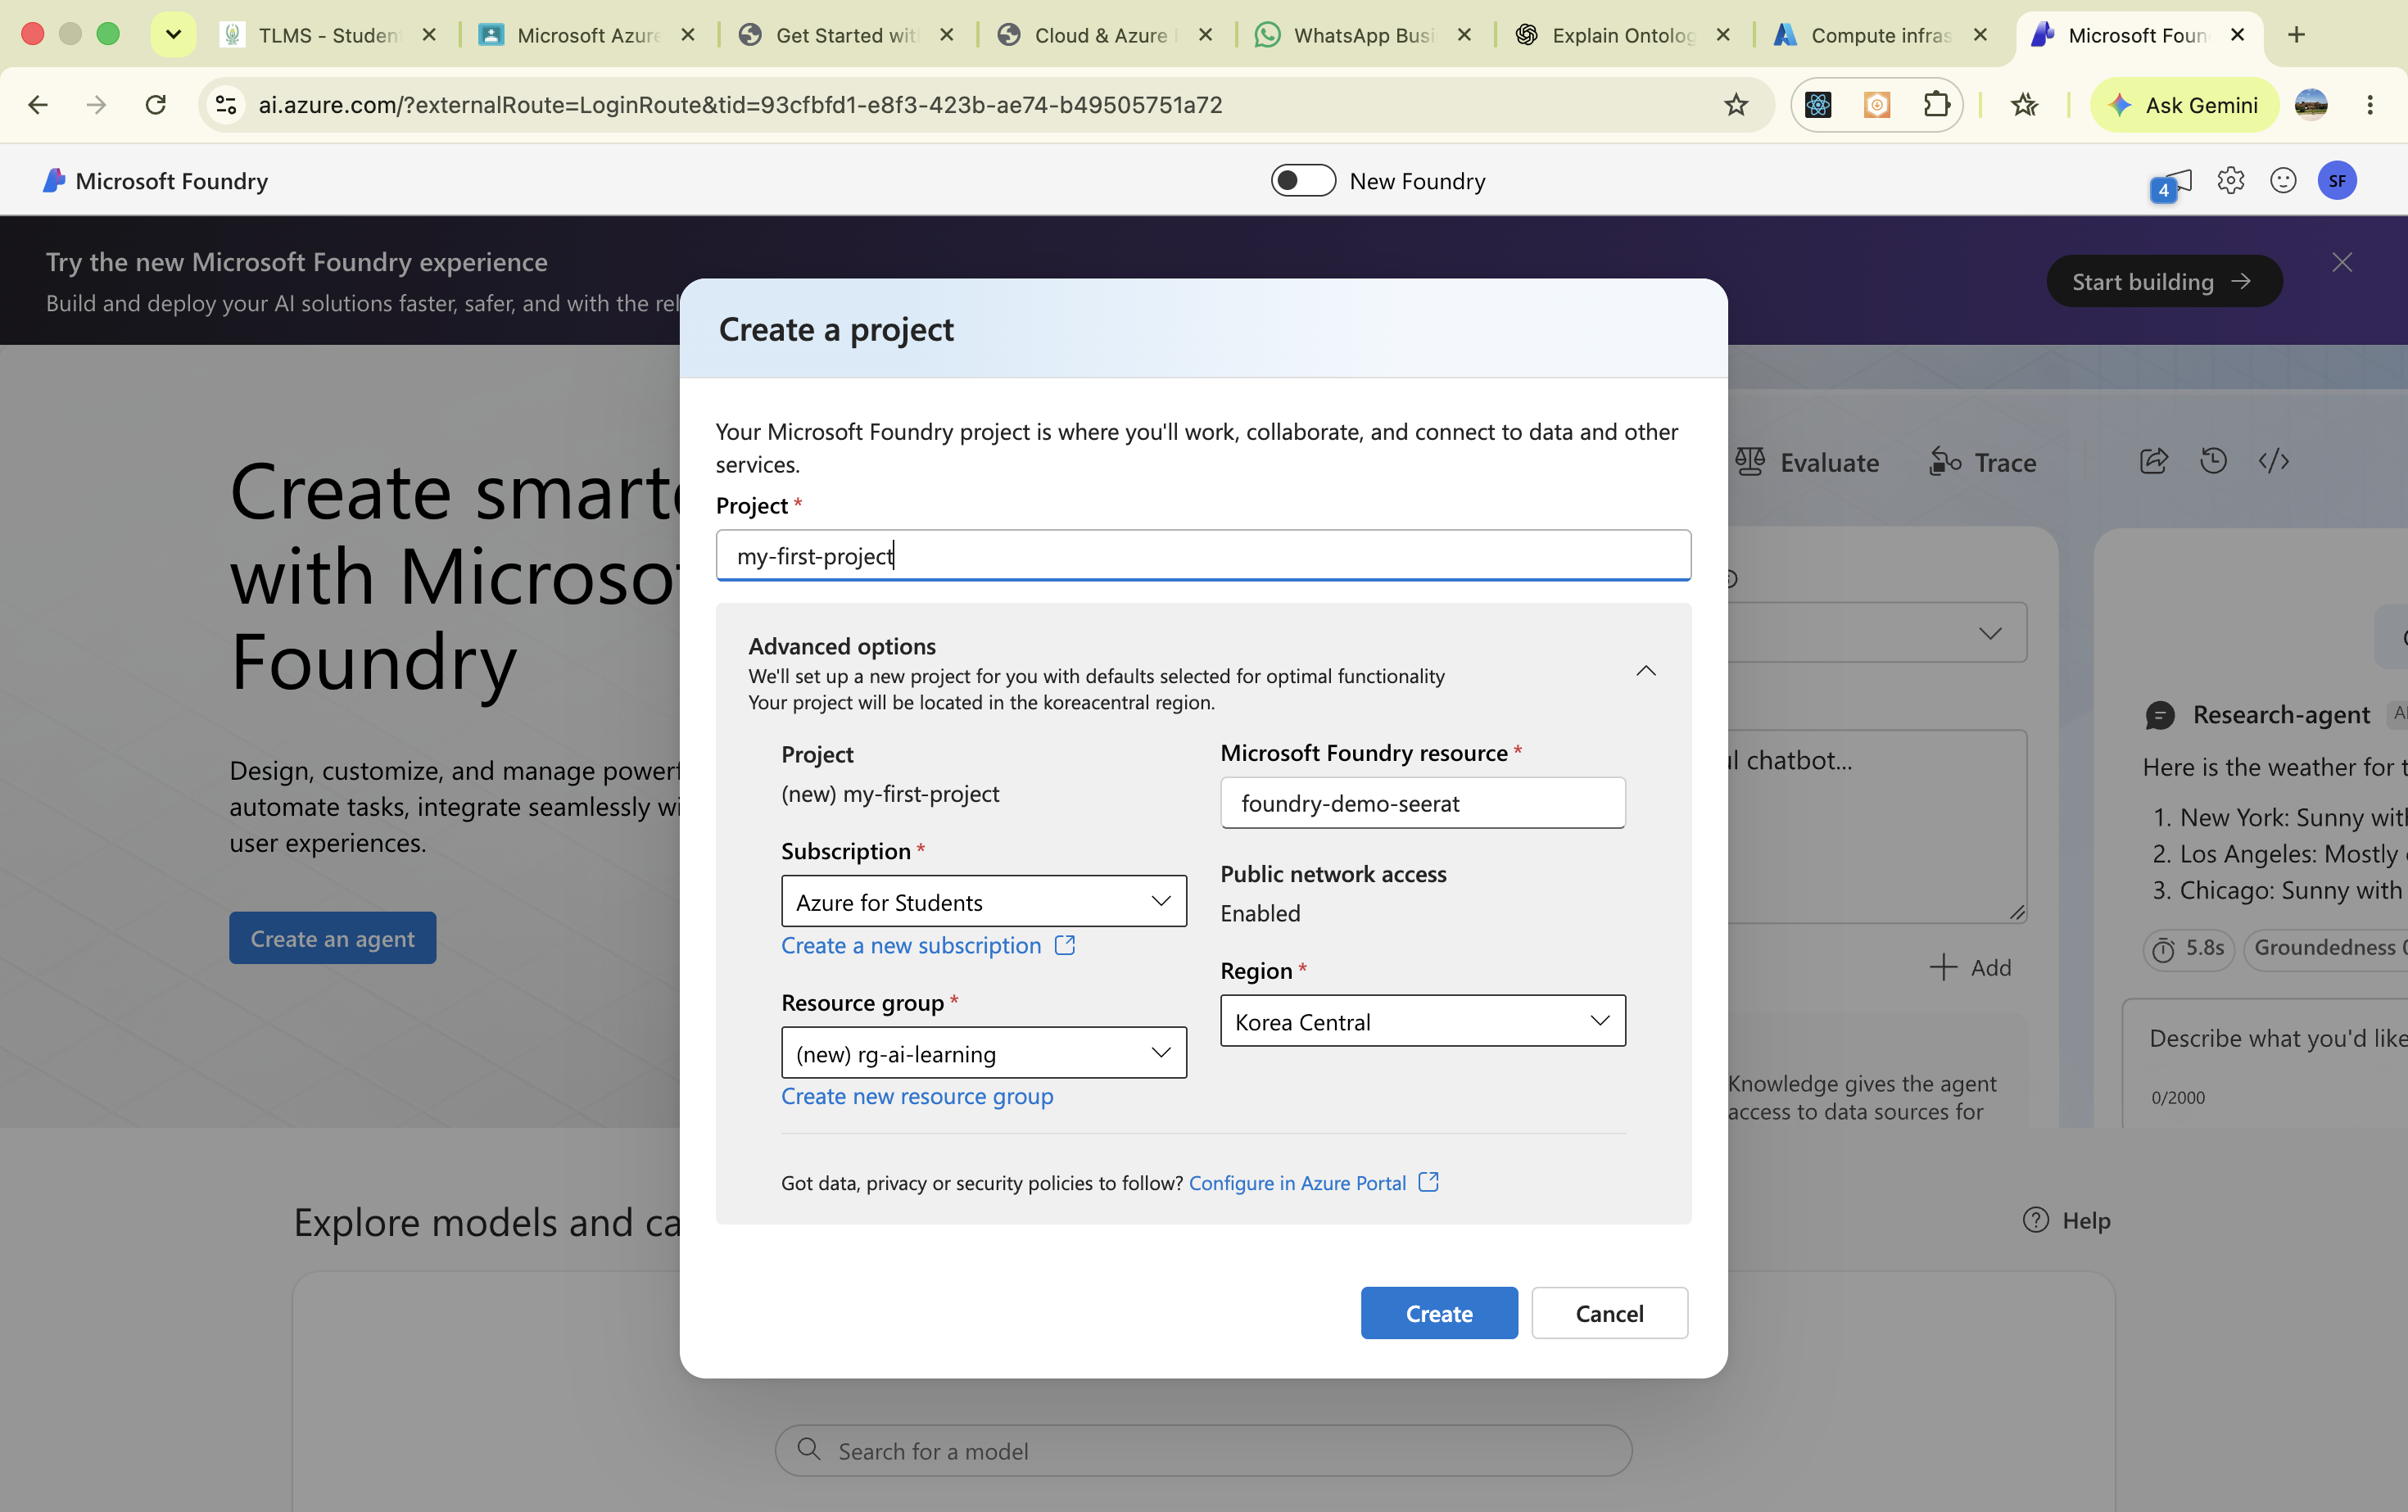 TLMS - Studen
Microsoft Azure
Get Started wit
Cloud & Azure
WhatsApp Busi
Explain Ontolog
Compute infras
Microsoft Foun
ai.azure.com/?externalRoute=LoginRoute&tid=93cfbfd1-e8f3-423b-ae74-b49505751a72
Ask Gemini
Microsoft Foundry
New Foundry
4
SF
Try the new Microsoft Foundry experience
Build and deploy your AI solutions faster, safer, and with the rel
Start building
Create a project
Your Microsoft Foundry project is where you'll work, collaborate, and connect to data and other
services.
Project *
my-first-project
Advanced options
We'll set up a new project for you with defaults selected for optimal functionality
Your project will be located in the koreacentral region.
Project
(new) my-first-project
Subscription *
Azure for Students
Create a new subscription
Resource group *
(new) rg-ai-learning
Create new resource group
Microsoft Foundry resource *
foundry-demo-seerat
Public network access
Enabled
Region *
Korea Central
Got data, privacy or security policies to follow? Configure in Azure Portal
Create
Cancel
Create smarte
with Microsof
Foundry
Design, customize, and manage powerf
automate tasks, integrate seamlessly wi
user experiences.
Create an agent
Evaluate
Trace
ul chatbot...
Add
Knowledge gives the agent
access to data sources for
Research-agent
Here is the weather for t
1. New York: Sunny with
2. Los Angeles: Mostly
3. Chicago: Sunny with
5.8s
Groundedness
Describe what you'd like
0/2000
Explore models and ca
Help
Search for a model